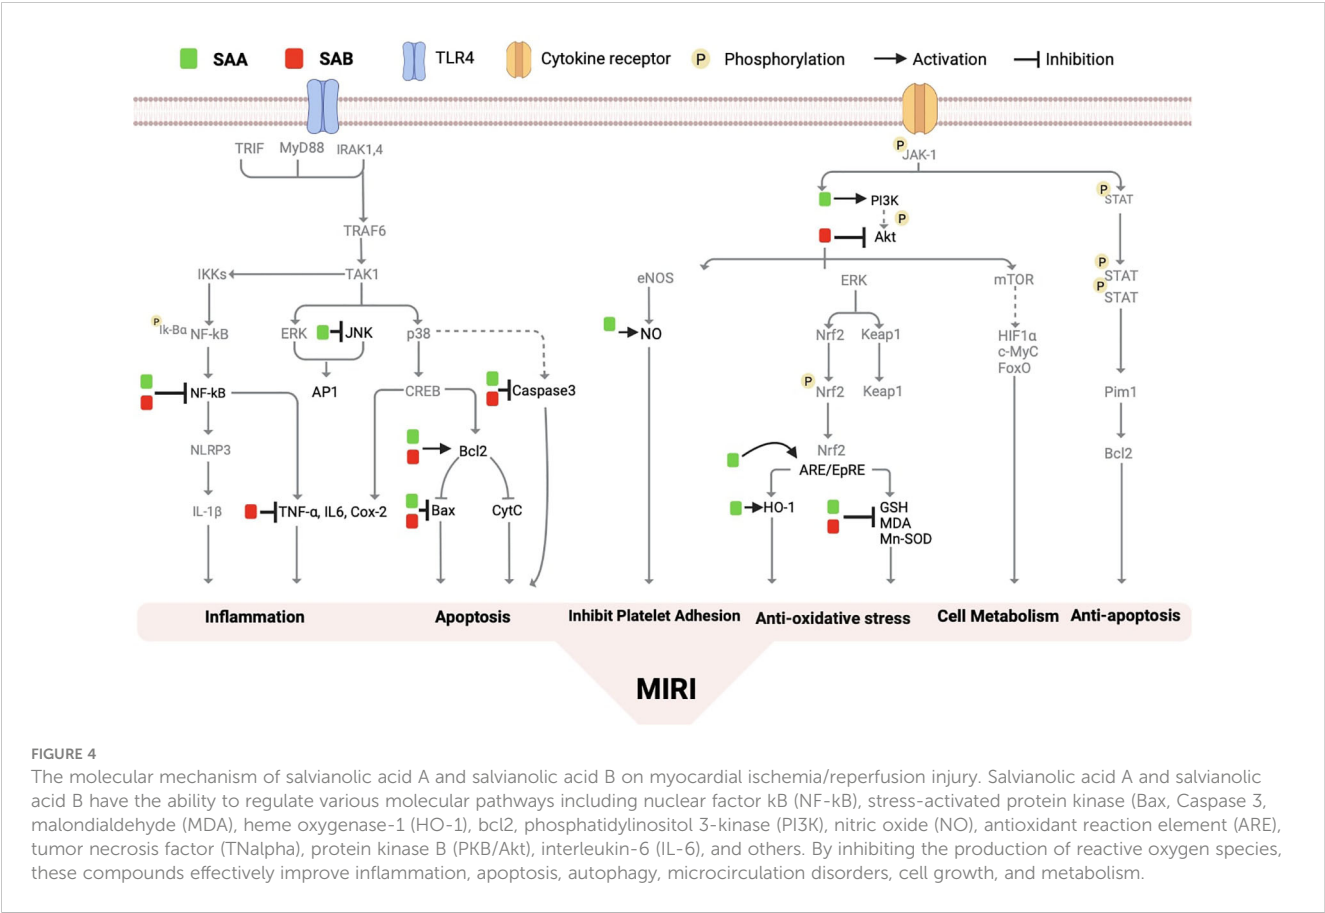 SAA SAB TLR4 Cytokine receptor P Phosphorylation Activation Inhibition
TRIF MyD88 IRAK1,4
P
JAK-1
TRAF6
IKKs TAK1
P
Ik-Bα NF-kB
ERK JNK p38
NF-kB AP1 CREB Caspase3
NLRP3 Bcl2
IL-1β TNF-α, IL6, Cox-2 Bax CytC
PI3K
P
Akt
P
STAT
eNOS ERK mTOR
P
STAT
P
STAT
NO Nrf2 Keap1 HIF1α
c-MyC
FoxO
P
Nrf2 Keap1 Pim1
Nrf2 Bcl2
ARE/EpRE
HO-1 GSH
MDA
Mn-SOD
Inflammation Apoptosis Inhibit Platelet Adhesion Anti-oxidative stress Cell Metabolism Anti-apoptosis
MIRI
FIGURE 4
The molecular mechanism of salvianolic acid A and salvianolic acid B on myocardial ischemia/reperfusion injury. Salvianolic acid A and salvianolic
acid B have the ability to regulate various molecular pathways including nuclear factor kB (NF-kB), stress-activated protein kinase (Bax, Caspase 3,
malondialdehyde (MDA), heme oxygenase-1 (HO-1), bcl2, phosphatidylinositol 3-kinase (PI3K), nitric oxide (NO), antioxidant reaction element (ARE),
tumor necrosis factor (TNalpha), protein kinase B (PKB/Akt), interleukin-6 (IL-6), and others. By inhibiting the production of reactive oxygen species,
these compounds effectively improve inflammation, apoptosis, autophagy, microcirculation disorders, cell growth, and metabolism.